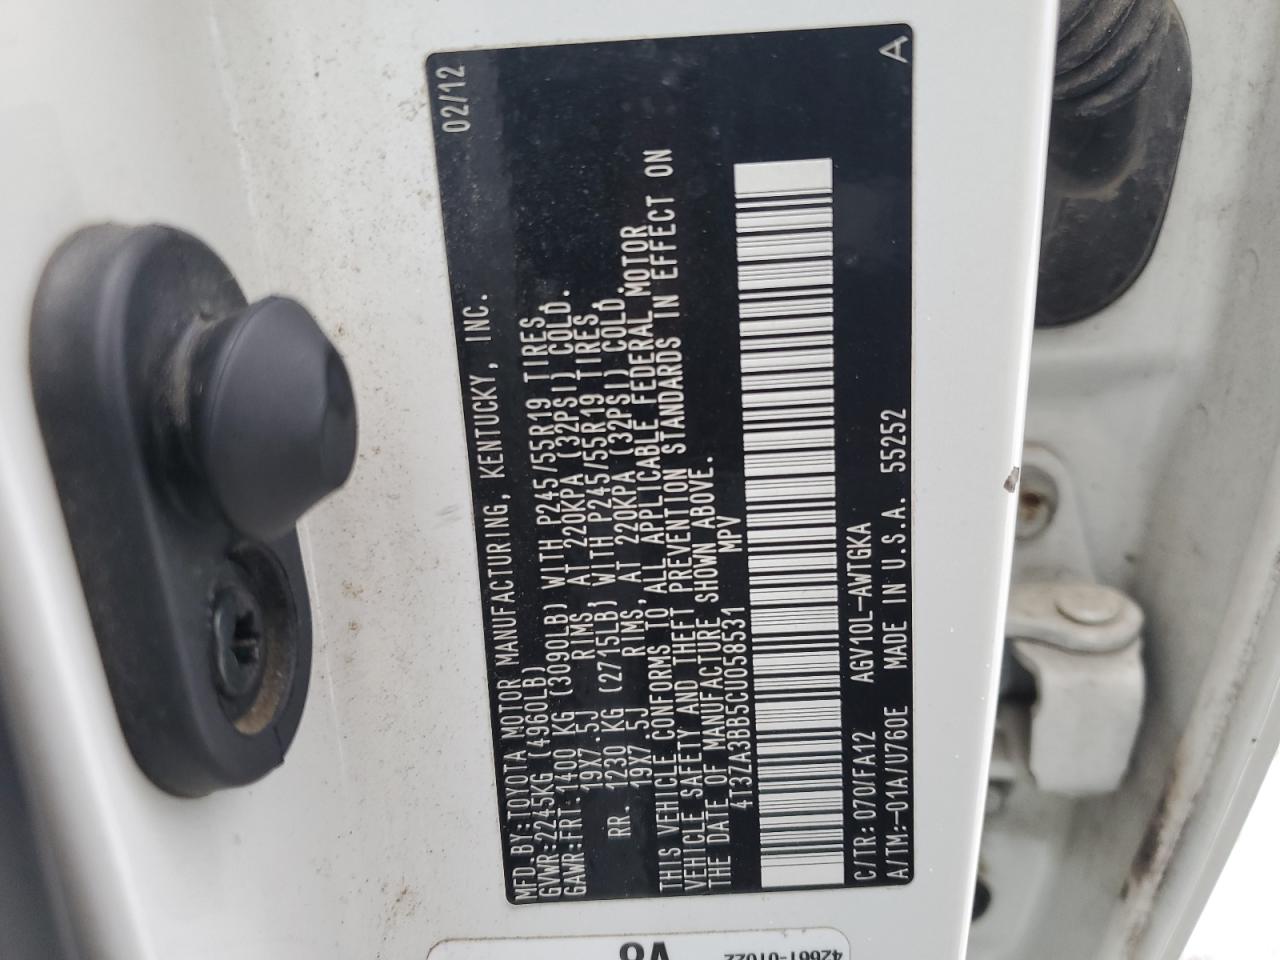 MFD.BY:TOYOTA MOTOR MANUFACTURING, KENTUCKY, INC. 02/12
GVWR:2245KG (4960LB)
GAWR:FRT:1400 KG (3090LB) WITH P245/55R19 TIRES,
19X7.5J RIMS, AT 220KPA (32PSI) COLD.
RR. 1230 KG (2715LB) WITH P245/55R19 TIRES,
19X7.5J RIMS, AT 220KPA (32PSI) COLD.
THIS VEHICLE CONFORMS TO ALL APPLICABLE FEDERAL MOTOR
VEHICLE SAFETY AND THEFT PREVENTION STANDARDS IN EFFECT ON
THE DATE OF MANUFACTURE SHOWN ABOVE.
4T37A3BB5CU058531 MPV
C/TR:070/FA12 AGV10L-AWTGKA
A/TM:-01A/U760E MADE IN U.S.A. 55252 A